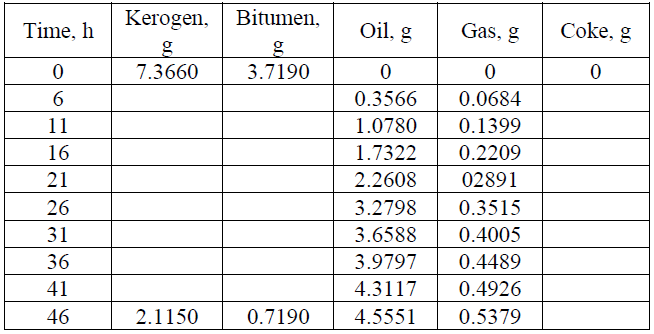 Time, h Kerogen, g Bitumen, g Oil, g Gas, g Coke, g
0 7.3660 3.7190 0 0 0
6 0.3566 0.0684
11 1.0780 0.1399
16 1.7322 0.2209
21 2.2608 02891
26 3.2798 0.3515
31 3.6588 0.4005
36 3.9797 0.4489
41 4.3117 0.4926
46 2.1150 0.7190 4.5551 0.5379